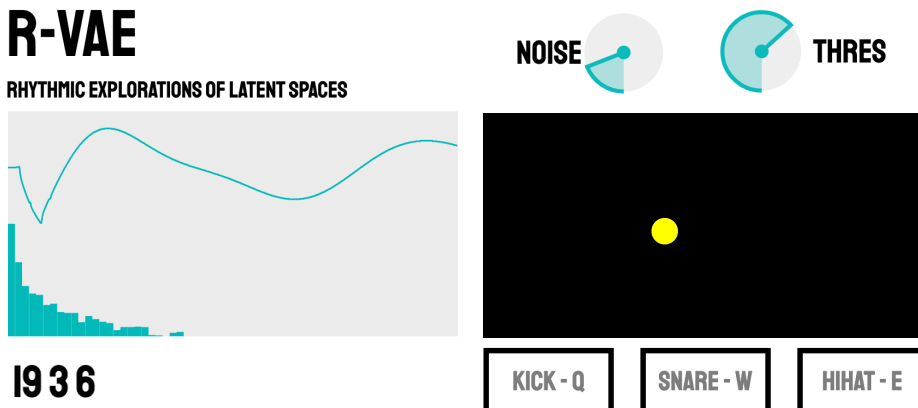 R-VAE
RHYTHMIC EXPLORATIONS OF LATENT SPACES
NOISE
THRES
1936
KICK - Q
SNARE - W
HIHAT - E